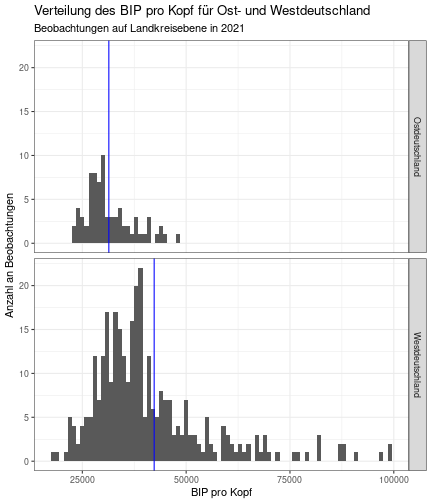 Verteilung des BIP pro Kopf für Ost- und Westdeutschland
Beobachtungen auf Landkreisebene in 2021
20
15
10
5
0
Ostdeutschland
Anzahl an Beobachtungen
20
15
10
5
0
Westdeutschland
25000 50000 75000 100000
BIP pro Kopf